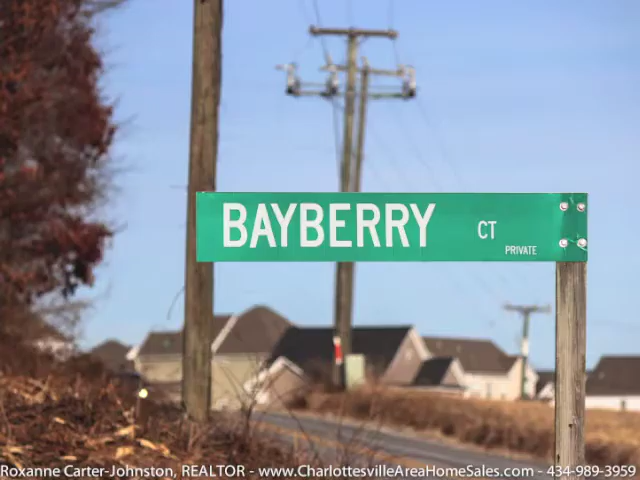 BAYBERRY CT
PRIVATE
Roxanne Carter-Johnston, REALTOR - www.CharlottesvilleAreaHomeSales.com - 434-989-3959